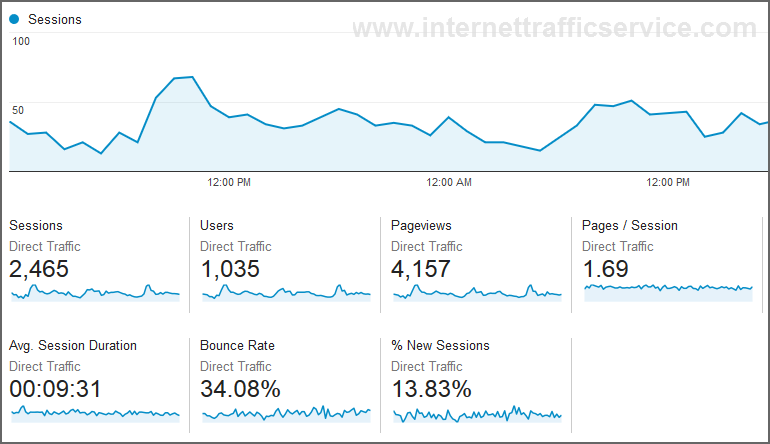 Sessions
www.internettrafficservice.com
100
50
12:00 PM
12:00 AM
12:00 PM
Sessions
Direct Traffic
2,465
Users
Direct Traffic
1,035
Pageviews
Direct Traffic
4,157
Pages / Session
Direct Traffic
1.69
Avg. Session Duration
Direct Traffic
00:09:31
Bounce Rate
Direct Traffic
34.08%
% New Sessions
Direct Traffic
13.83%